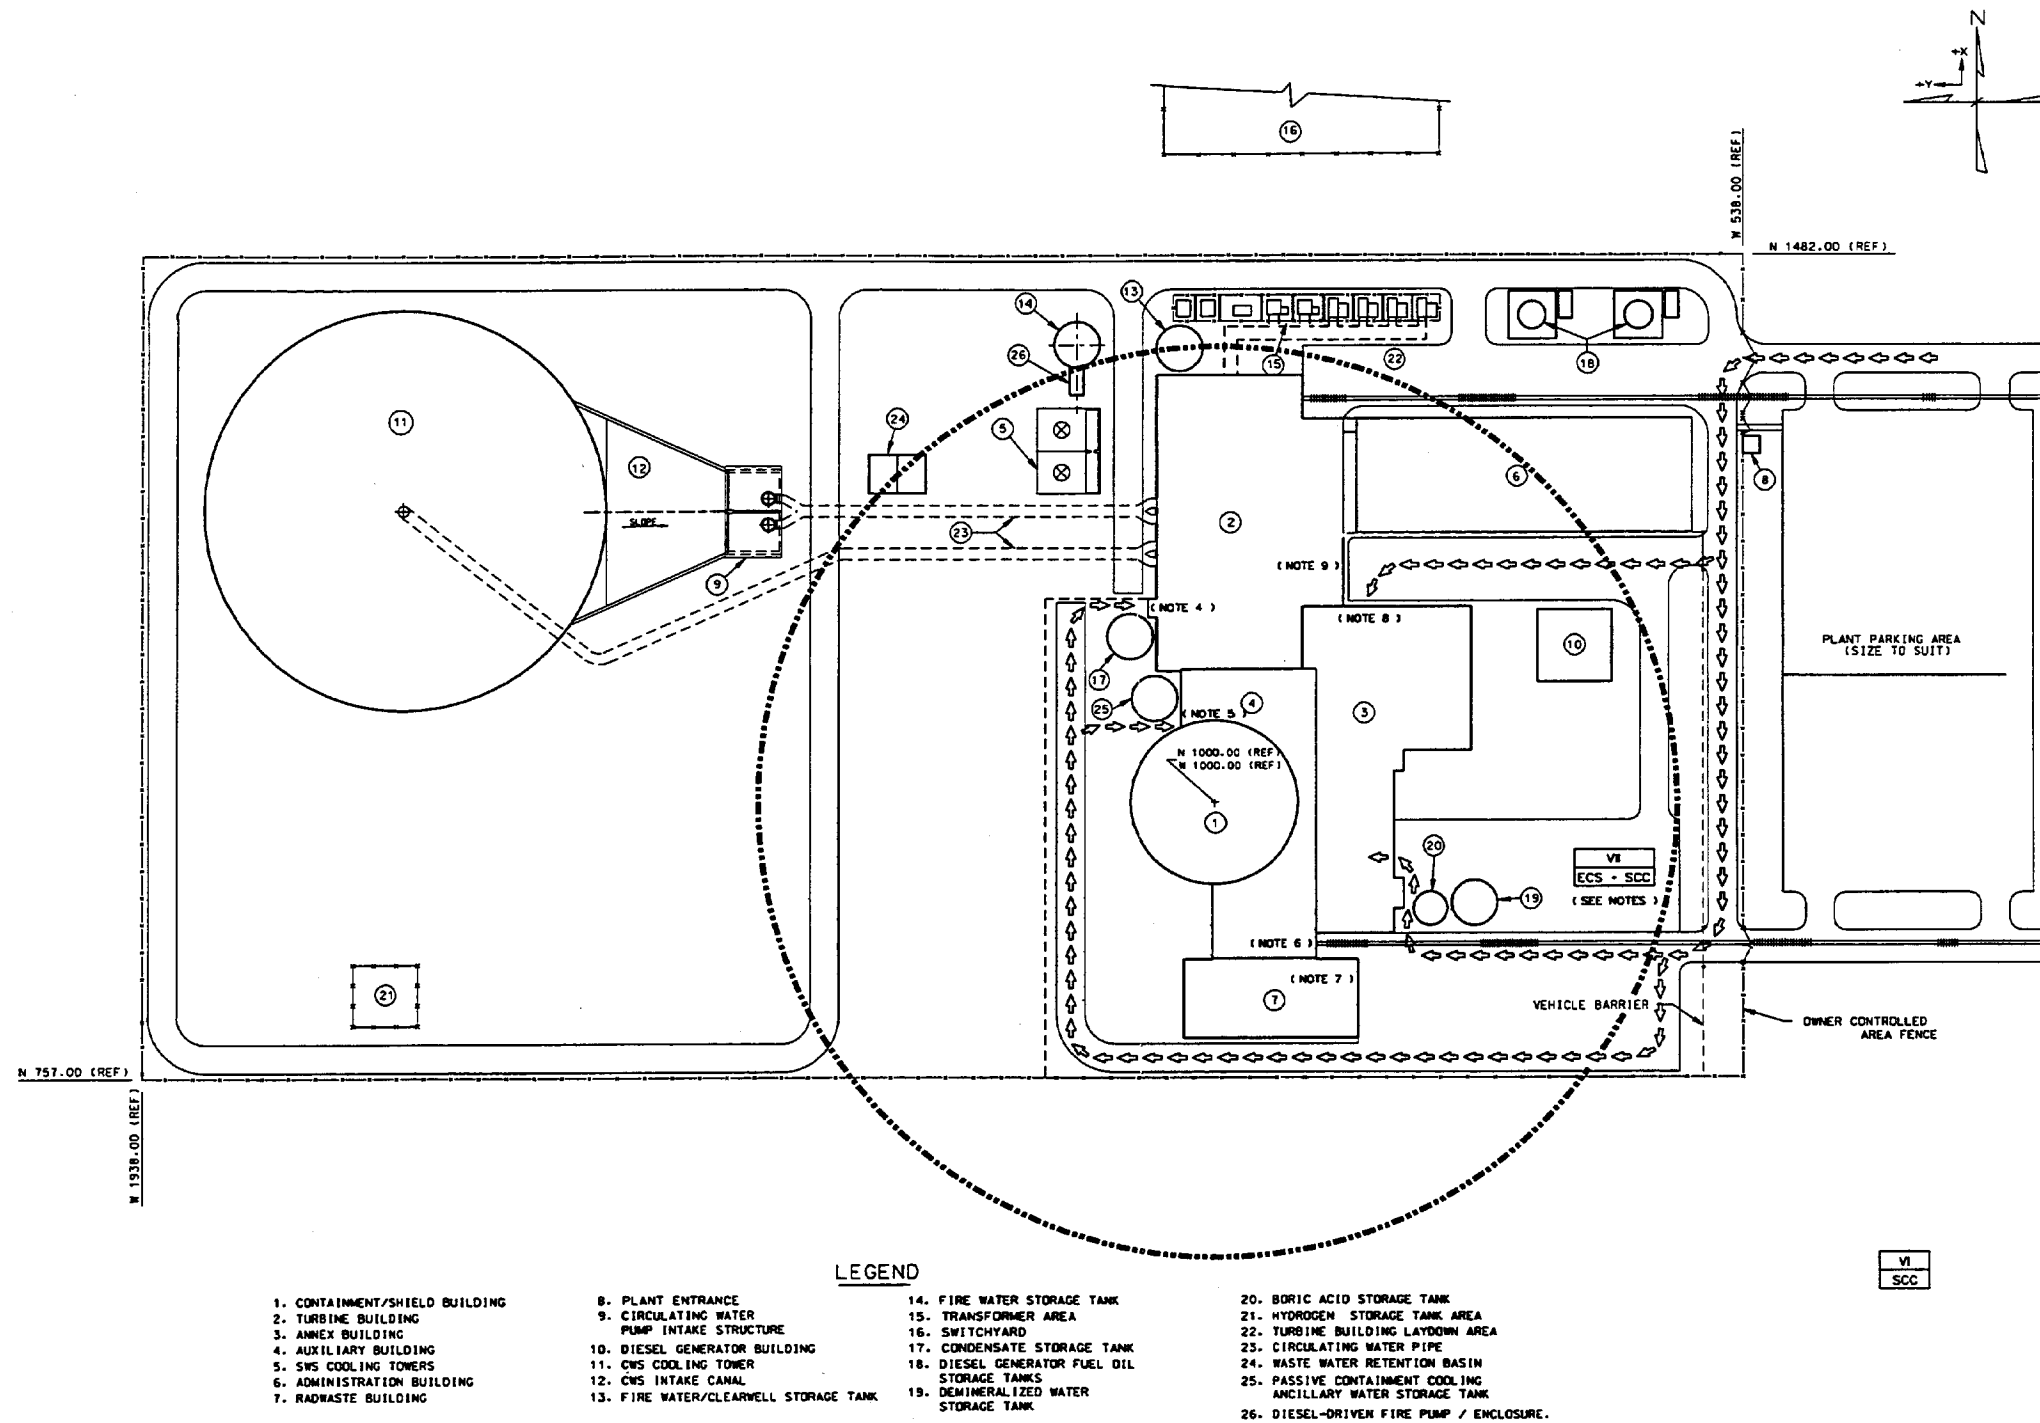 N
+X
+Y
16
W 538.00 (REF)
N 1482.00 (REF)
14
13
26
15
22
18
11
24
5
12
6
8
2
SLOPE
23
9
(NOTE 9)
(NOTE 4)
(NOTE 8)
10
PLANT PARKING AREA
(SIZE TO SUIT)
17
25
(NOTE 5)
4
3
N 1000.00 (REF)
W 1000.00 (REF)
1
20
VII
ECS - SCC
(SEE NOTES)
19
(NOTE 6)
(NOTE 7)
7
21
VEHICLE BARRIER
OWNER CONTROLLED
AREA FENCE
N 757.00 (REF)
W 1938.00 (REF)
VI
SCC
LEGEND
1. CONTAINMENT/SHIELD BUILDING
2. TURBINE BUILDING
3. ANNEX BUILDING
4. AUXILIARY BUILDING
5. SWS COOLING TOWERS
6. ADMINISTRATION BUILDING
7. RADWASTE BUILDING
8. PLANT ENTRANCE
9. CIRCULATING WATER
PUMP INTAKE STRUCTURE
10. DIESEL GENERATOR BUILDING
11. CWS COOLING TOWER
12. CWS INTAKE CANAL
13. FIRE WATER/CLEARWELL STORAGE TANK
14. FIRE WATER STORAGE TANK
15. TRANSFORMER AREA
16. SWITCHYARD
17. CONDENSATE STORAGE TANK
18. DIESEL GENERATOR FUEL OIL
STORAGE TANKS
19. DEMINERALIZED WATER
STORAGE TANK
20. BORIC ACID STORAGE TANK
21. HYDROGEN STORAGE TANK AREA
22. TURBINE BUILDING LAYDOWN AREA
23. CIRCULATING WATER PIPE
24. WASTE WATER RETENTION BASIN
25. PASSIVE CONTAINMENT COOLING
ANCILLARY WATER STORAGE TANK
26. DIESEL-DRIVEN FIRE PUMP / ENCLOSURE.